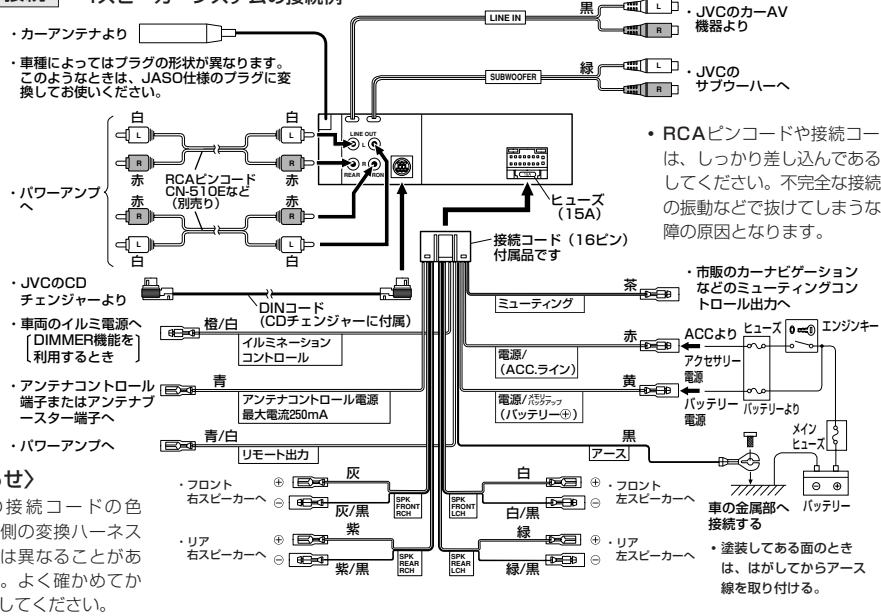 接続
4スピーカーシステムの接続例
・カーアンテナより
・車種によってはプラグの形状が異なります。
このようなときは、JASO仕様のプラグに変
換してお使いください。
黒
LINE IN
L
R
・JVCのカーAV
機器より
緑
SUBWOOFER
L
R
・JVCの
サブウーハーへ
白
L
R
赤
赤
R
L
白
RCAピンコード
CN-510Eなど
(別売り)
白
L
R
赤
赤
R
L
白
・パワーアンプ
へ
LINE OUT
L
R
REAR
FRON
15A
ヒューズ
(15A)
・RCAピンコードや接続コー
は、しっかり差し込んである
してください。不完全な接続
の振動などで抜けてしまうな
障の原因となります。
接続コード(16ピン)
付属品です
・JVCのCD
チェンジャーより
DINコード
(CDチェンジャーに付属)
・車両のイルミ電源へ
〔DIMMER機能を
利用するとき〕
橙/白
イルミネーション
コントロール
・アンテナコントロール
端子またはアンテナブ
ースター端子へ
青
アンテナコントロール電源
最大電流250mA
・パワーアンプへ
青/白
リモート出力
茶
ミューティング
・市販のカーナビゲーション
などのミューティングコン
トロール出力へ
赤
電源/
(ACC.ライン)
ACCより
アクセサリー
電源
ヒューズ
エンジンキー
黄
電源/メモリーバックアップ
(バッテリー⊕)
バッテリー
電源
バッテリーより
メイン
ヒューズ
黒
アース
⊖ ⊕
バッテリー
車の金属部へ
接続する
・塗装してある面のとき
は、はがしてからアース
線を取り付ける。
せ〉
の接続コードの色
側の変換ハーネス
は異なることがあ
。よく確かめてか
してください。
・フロント
右スピーカーへ
⊕
⊖
灰
灰/黒
SPK
FRONT
RCH
・リア
右スピーカーへ
⊕
⊖
紫
紫/黒
SPK
REAR
RCH
SPK
FRONT
LCH
白
白/黒
⊕
⊖
・フロント
左スピーカーへ
SPK
REAR
LCH
緑
緑/黒
⊕
⊖
・リア
左スピーカーへ